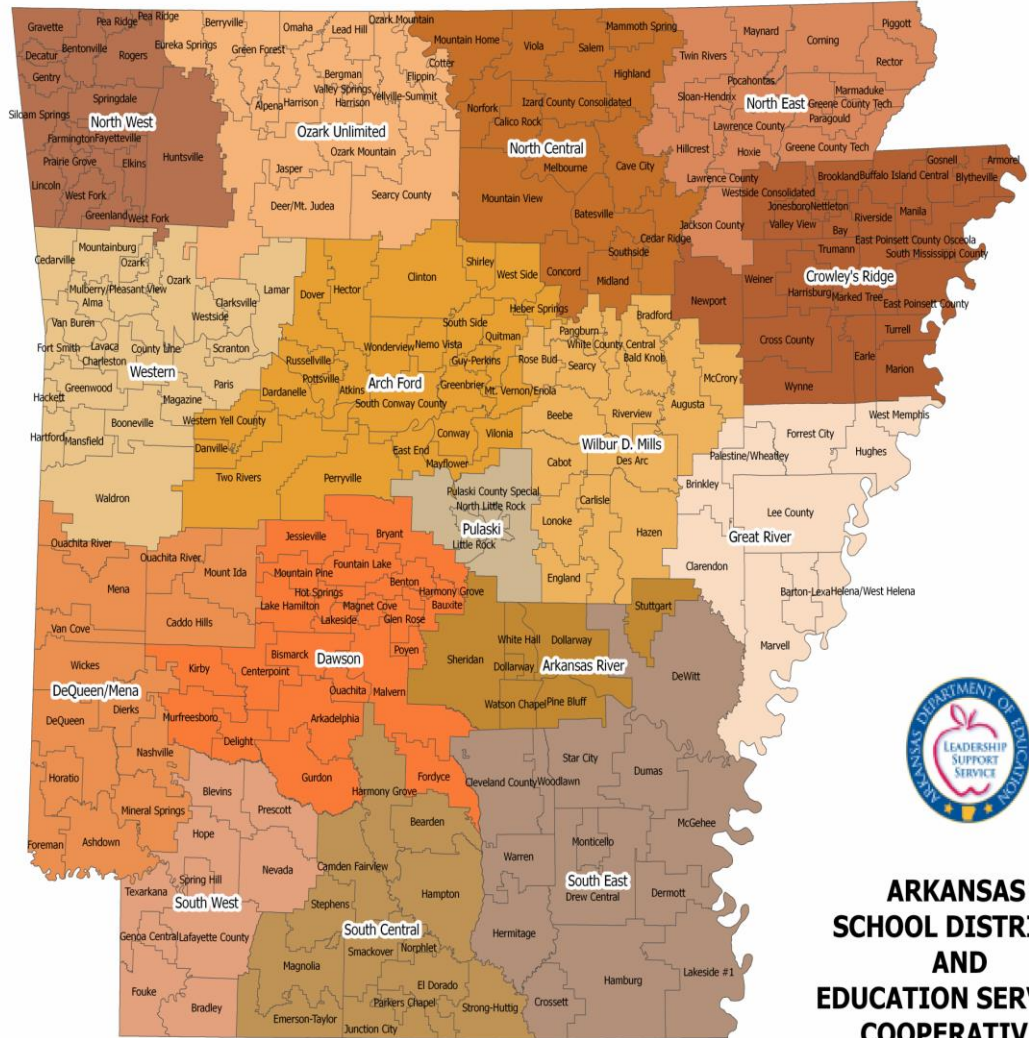 Gravette
Pea Ridge
Pea Ridge
Decatur
Bentonville
Rogers
Gentry
Springdale
Siloam Springs
North West
Farmington
Fayetteville
Prairie Grove
Elkins
Huntsville
Lincoln
West Fork
Greenland
West Fork
Berryville
Omaha
Lead Hill
Ozark Mountain
Eureka Springs
Green Forest
Cotter
Bergman
Flippin
Valley Springs
Alpena
Harrison
Harrison
Yellville-Summit
Ozark Unlimited
Ozark Mountain
Jasper
Deer/Mt. Judea
Searcy County
Mountain Home
Viola
Salem
Mammoth Spring
Highland
Norfork
Izard County Consolidated
Calico Rock
North Central
Melbourne
Cave City
Mountain View
Batesville
Cedar Ridge
Southside
Concord
Midland
Maynard
Corning
Piggott
Twin Rivers
Rector
Pocahontas
Marmaduke
Sloan-Hendrix
North East
Greene County Tech
Paragould
Lawrence County
Hillcrest
Hoxie
Greene County Tech
Lawrence County
Jackson County
Gosnell
Armorel
Brookland
Buffalo Island Central
Blytheville
Westside Consolidated
Jonesboro
Nettleton
Manila
Valley View
Riverside
Bay
East Poinsett County
Osceola
Trumann
South Mississippi County
Weiner
Crowley's Ridge
Harrisburg
Marked Tree
East Poinsett County
Newport
Turrell
Cross County
Earle
Marion
Wynne
Mountainburg
Cedarville
Ozark
Ozark
Mulberry/Pleasant View
Lamar
Alma
Clarksville
Westside
Van Buren
Fort Smith
Lavaca
County Line
Scranton
Charleston
Western
Greenwood
Paris
Hackett
Magazine
Booneville
Hartford
Mansfield
Waldron
Shirley
Clinton
West Side
Dover
Hector
Heber Springs
South Side
Quitman
Wonderview
Nemo Vista
Russellville
Guy-Perkins
Pottsville
Dardanelle
Atkins
Arch Ford
Greenbrier
Mt. Vernon/Enola
South Conway County
Western Yell County
Conway
Vilonia
Danville
East End
Mayflower
Two Rivers
Perryville
Bradford
Pangburn
White County Central
Rose Bud
Searcy
Bald Knob
McCrory
Augusta
Beebe
Riverview
Wilbur D. Mills
Cabot
Des Arc
Carlisle
Lonoke
Hazen
England
Pulaski County Special
North Little Rock
Pulaski
Little Rock
West Memphis
Forrest City
Hughes
Palestine/Wheatley
Brinkley
Lee County
Great River
Clarendon
Barton-Lexa
Helena/West Helena
Marvell
Ouachita River
Ouachita River
Mount Ida
Mena
Van Cove
Caddo Hills
Wickes
DeQueen/Mena
Dierks
DeQueen
Nashville
Horatio
Mineral Springs
Foreman
Ashdown
Jessieville
Bryant
Fountain Lake
Mountain Pine
Benton
Harmony Grove
Hot Springs
Bauxite
Lake Hamilton
Magnet Cove
Lakeside
Glen Rose
Poyen
Bismarck
Kirby
Centerpoint
Dawson
Ouachita
Malvern
Murfreesboro
Arkadelphia
Delight
Gurdon
Fordyce
Stuttgart
White Hall
Dollarway
Sheridan
Dollarway
Arkansas River
Watson Chapel
Pine Bluff
DeWitt
Star City
Cleveland County
Woodlawn
Dumas
McGehee
Monticello
Warren
South East
Drew Central
Dermott
Hermitage
Hamburg
Lakeside #1
Crossett
Blevins
Prescott
Hope
Nevada
Spring Hill
Texarkana
South West
Genoa Central
Lafayette County
Fouke
Bradley
Harmony Grove
Bearden
Camden Fairview
Hampton
Stephens
South Central
Smackover
Norphlet
Magnolia
El Dorado
Parkers Chapel
Strong-Huttig
Emerson-Taylor
Junction City
ARKANSAS DEPARTMENT OF EDUCATION
LEADERSHIP
SUPPORT
SERVICE
ARKANSAS
SCHOOL DISTRI
AND
EDUCATION SERV